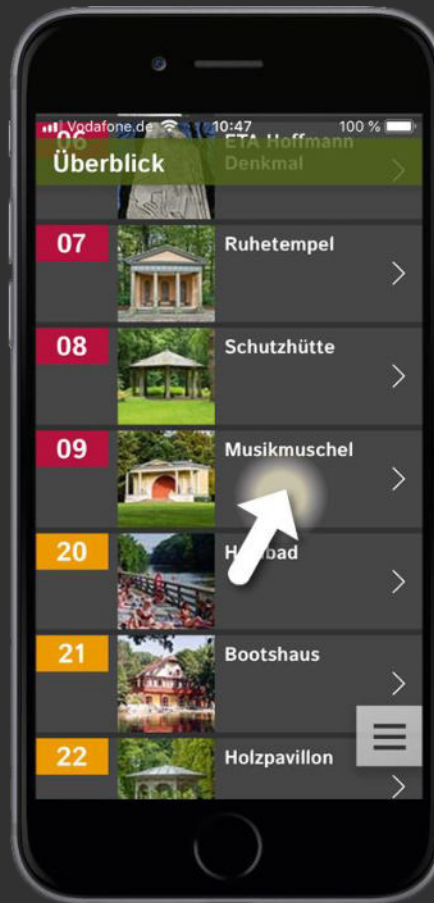 Vodafone.de 10:47 100 %
06 ETA Hoffmann
Denkmal
Überblick
07 Ruhetempel
08 Schutzhütte
09 Musikmuschel
20
21 Bootshaus
22 Holzpavillon